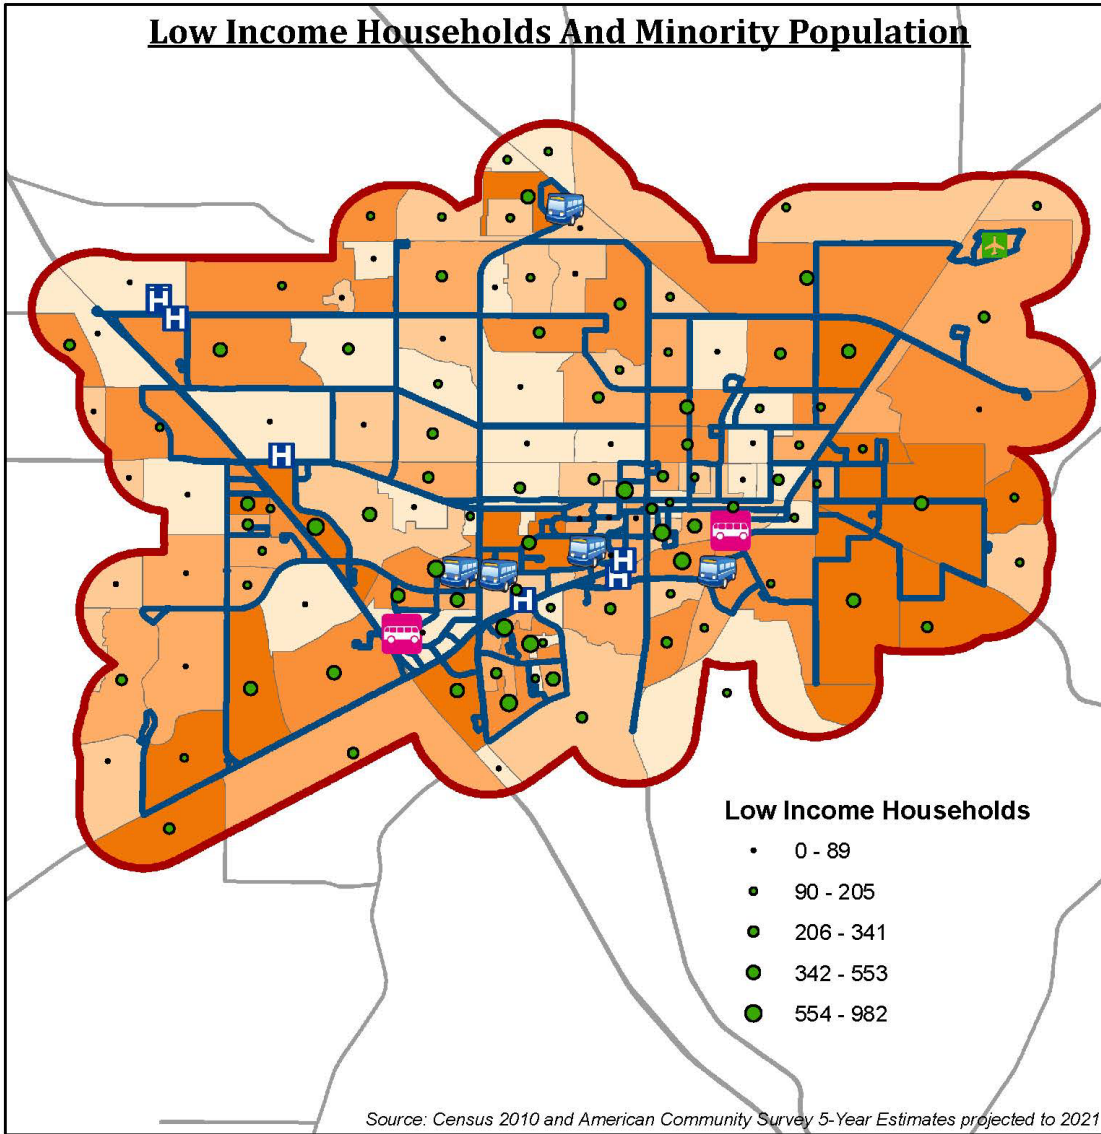 Low Income Households And Minority Population
H
H
H
H
H
H
Low Income Households
0 - 89
90 - 205
206 - 341
342 - 553
554 - 982
Source: Census 2010 and American Community Survey 5-Year Estimates projected to 2021